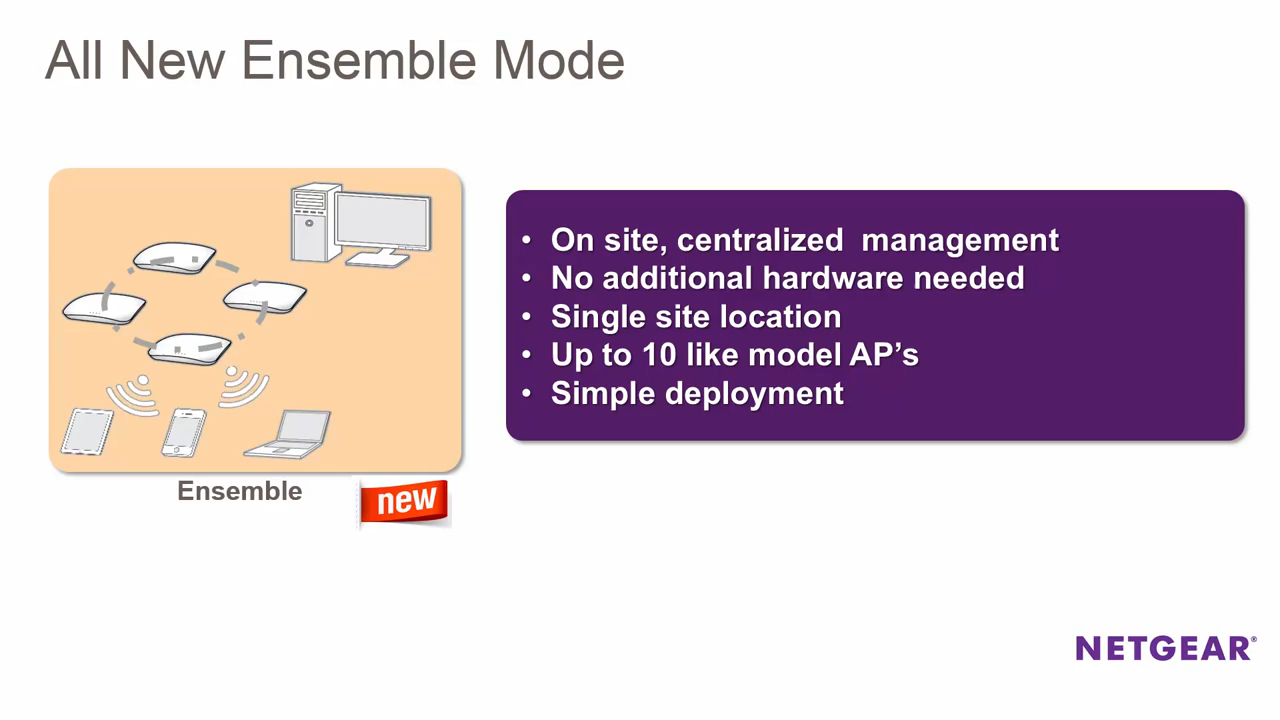 All New Ensemble Mode
• On site, centralized  management
• No additional hardware needed
• Single site location
• Up to 10 like model AP’s
• Simple deployment
Ensemble
new
NETGEAR®